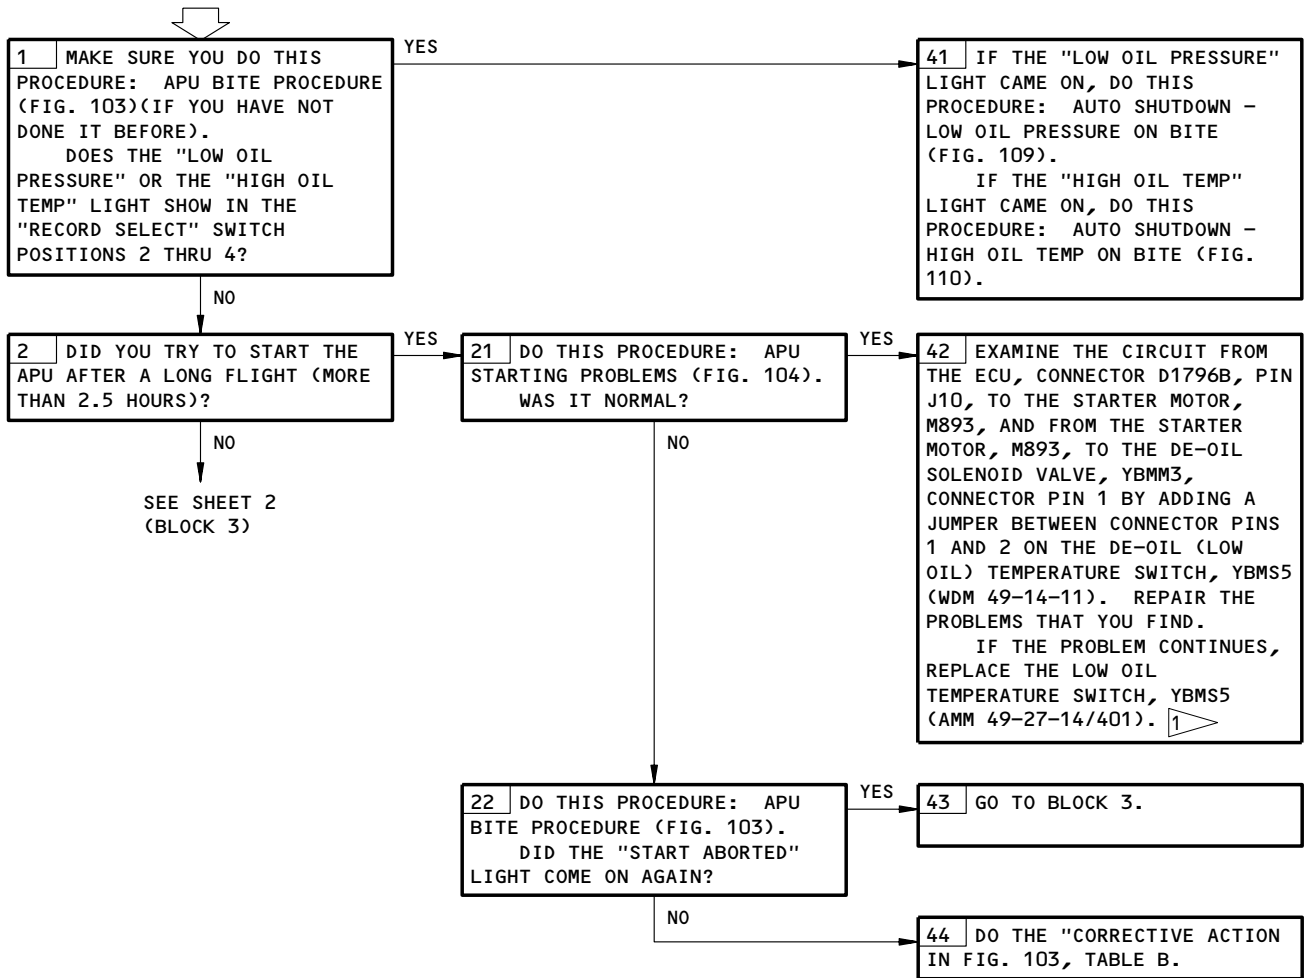 1 MAKE SURE YOU DO THIS
PROCEDURE: APU BITE PROCEDURE
(FIG. 103)(IF YOU HAVE NOT
DONE IT BEFORE).
DOES THE "LOW OIL
PRESSURE" OR THE "HIGH OIL
TEMP" LIGHT SHOW IN THE
"RECORD SELECT" SWITCH
POSITIONS 2 THRU 4?
YES
41 IF THE "LOW OIL PRESSURE"
LIGHT CAME ON, DO THIS
PROCEDURE: AUTO SHUTDOWN –
LOW OIL PRESSURE ON BITE
(FIG. 109).
IF THE "HIGH OIL TEMP"
LIGHT CAME ON, DO THIS
PROCEDURE: AUTO SHUTDOWN –
HIGH OIL TEMP ON BITE (FIG.
110).
NO
2 DID YOU TRY TO START THE
APU AFTER A LONG FLIGHT (MORE
THAN 2.5 HOURS)?
YES
21 DO THIS PROCEDURE: APU
STARTING PROBLEMS (FIG. 104).
WAS IT NORMAL?
YES
42 EXAMINE THE CIRCUIT FROM
THE ECU, CONNECTOR D1796B, PIN
J10, TO THE STARTER MOTOR,
M893, AND FROM THE STARTER
MOTOR, M893, TO THE DE-OIL
SOLENOID VALVE, YBMM3,
CONNECTOR PIN 1 BY ADDING A
JUMPER BETWEEN CONNECTOR PINS
1 AND 2 ON THE DE-OIL (LOW
OIL) TEMPERATURE SWITCH, YBMS5
(WDM 49-14-11). REPAIR THE
PROBLEMS THAT YOU FIND.
IF THE PROBLEM CONTINUES,
REPLACE THE LOW OIL
TEMPERATURE SWITCH, YBMS5
(AMM 49-27-14/401). 1
NO
SEE SHEET 2
(BLOCK 3)
NO
22 DO THIS PROCEDURE: APU
BITE PROCEDURE (FIG. 103).
DID THE "START ABORTED"
LIGHT COME ON AGAIN?
YES
43 GO TO BLOCK 3.
NO
44 DO THE "CORRECTIVE ACTION
IN FIG. 103, TABLE B.